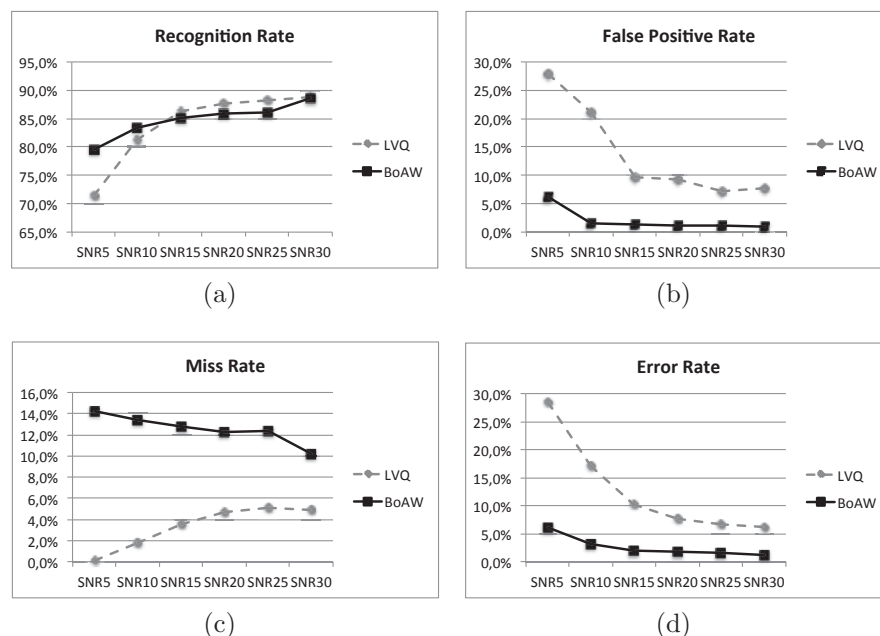 Recognition Rate
95,0%
90,0%
85,0%
80,0%
75,0%
70,0%
65,0%
SNR5 SNR10 SNR15 SNR20 SNR25 SNR30
LVQ
BoAW
(a)
False Positive Rate
30,0%
25,0%
20,0%
15,0%
10,0%
5,0%
0,0%
SNR5 SNR10 SNR15 SNR20 SNR25 SNR30
LVQ
BoAW
(b)
Miss Rate
16,0%
14,0%
12,0%
10,0%
8,0%
6,0%
4,0%
2,0%
0,0%
SNR5 SNR10 SNR15 SNR20 SNR25 SNR30
LVQ
BoAW
(c)
Error Rate
30,0%
25,0%
20,0%
15,0%
10,0%
5,0%
0,0%
SNR5 SNR10 SNR15 SNR20 SNR25 SNR30
LVQ
BoAW
(d)